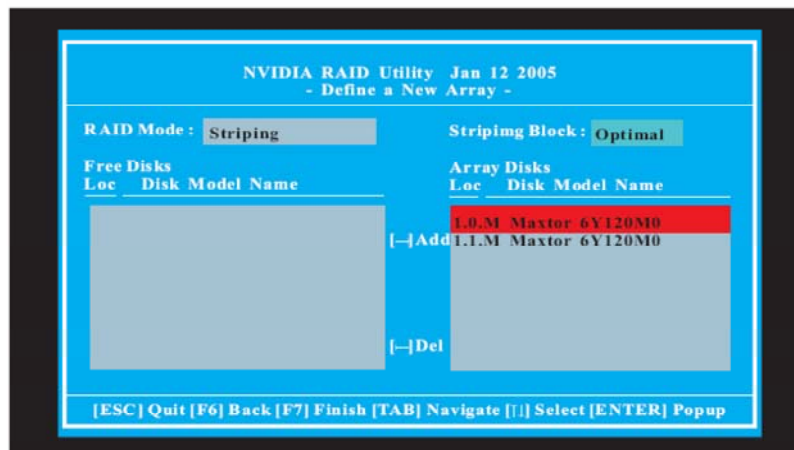 NVIDIA RAID Utility Jan 12 2005
- Define a New Array -
RAID Mode : Striping
Stripimg Block : Optimal
Free Disks
Loc Disk Model Name
Array Disks
Loc Disk Model Name
1.0.M Maxtor 6Y120M0
1.1.M Maxtor 6Y120M0
[←]Add
[←]Del
[ESC] Quit [F6] Back [F7] Finish [TAB] Navigate [↑↓] Select [ENTER] Popup